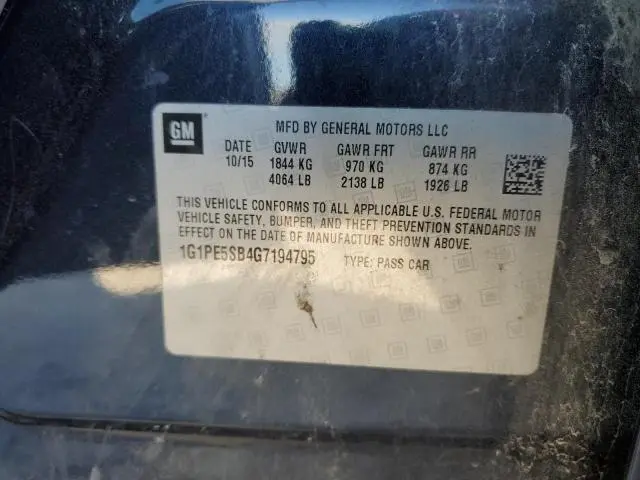 GM
MFD BY GENERAL MOTORS LLC
DATE GVWR GAWR FRT GAWR RR
10/15 1844 KG 970 KG 874 KG
4064 LB 2138 LB 1926 LB
THIS VEHICLE CONFORMS TO ALL APPLICABLE U.S. FEDERAL MOTOR
VEHICLE SAFETY, BUMPER, AND THEFT PREVENTION STANDARDS IN
EFFECT ON THE DATE OF MANUFACTURE SHOWN ABOVE.
1G1PE5SB4G7194795 TYPE: PASS CAR